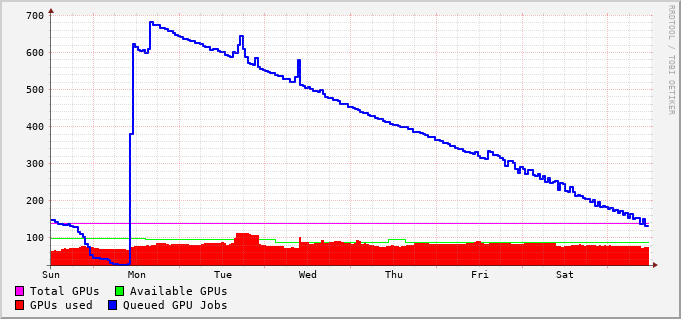 700
600
500
400
300
200
100
Sun Mon Tue Wed Thu Fri Sat
Total GPUs Available GPUs
GPUs used Queued GPU Jobs
RRDTOOL / TOBI OETIKER